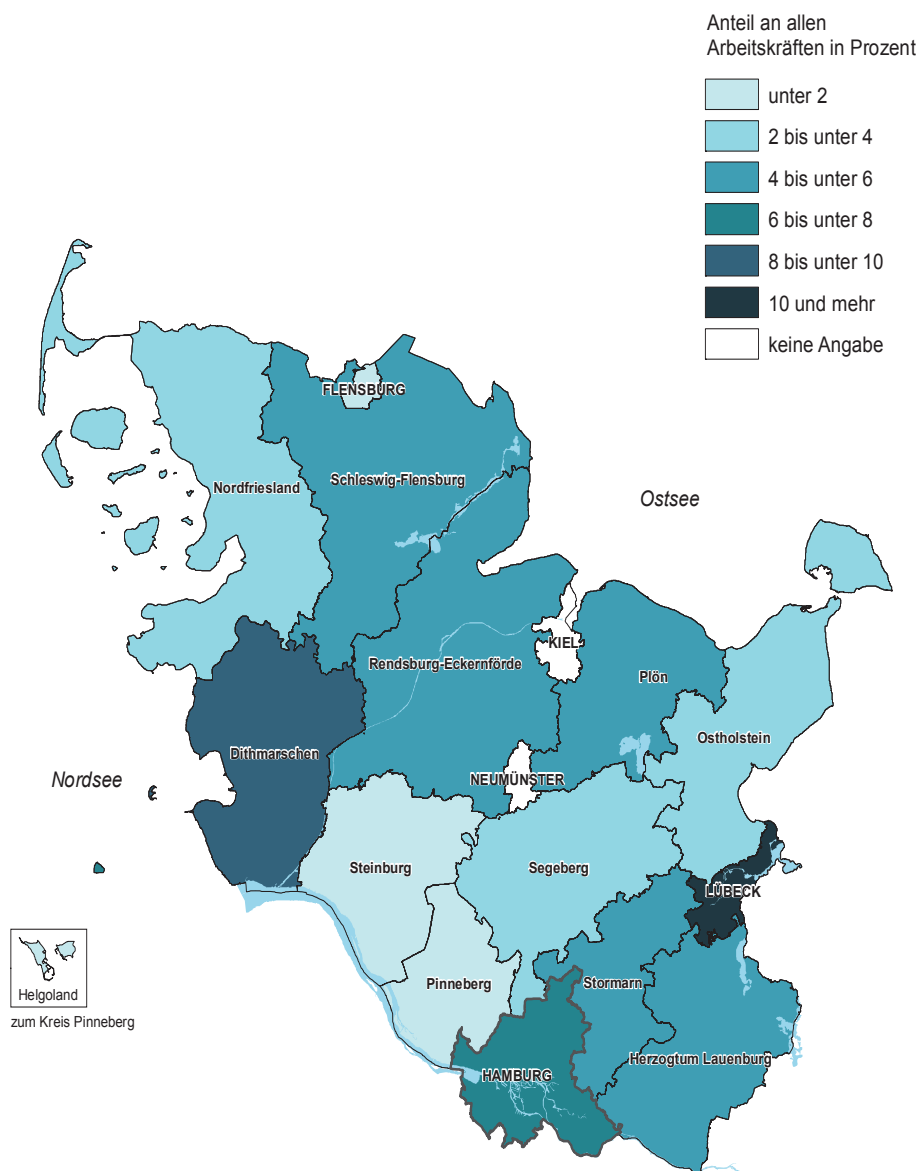 Anteil an allen
Arbeitskräften in Prozent
unter 2
2 bis unter 4
4 bis unter 6
6 bis unter 8
8 bis unter 10
10 und mehr
keine Angabe
FLENSBURG
Schleswig-Flensburg
Nordfriesland
Ostsee
KIEL
Rendsburg-Eckernförde
Plön
Ostholstein
Dithmarschen
Nordsee
NEUMÜNSTER
Steinburg
Segeberg
LÜBECK
Pinneberg
Stormarn
Helgoland
zum Kreis Pinneberg
Herzogtum Lauenburg
HAMBURG